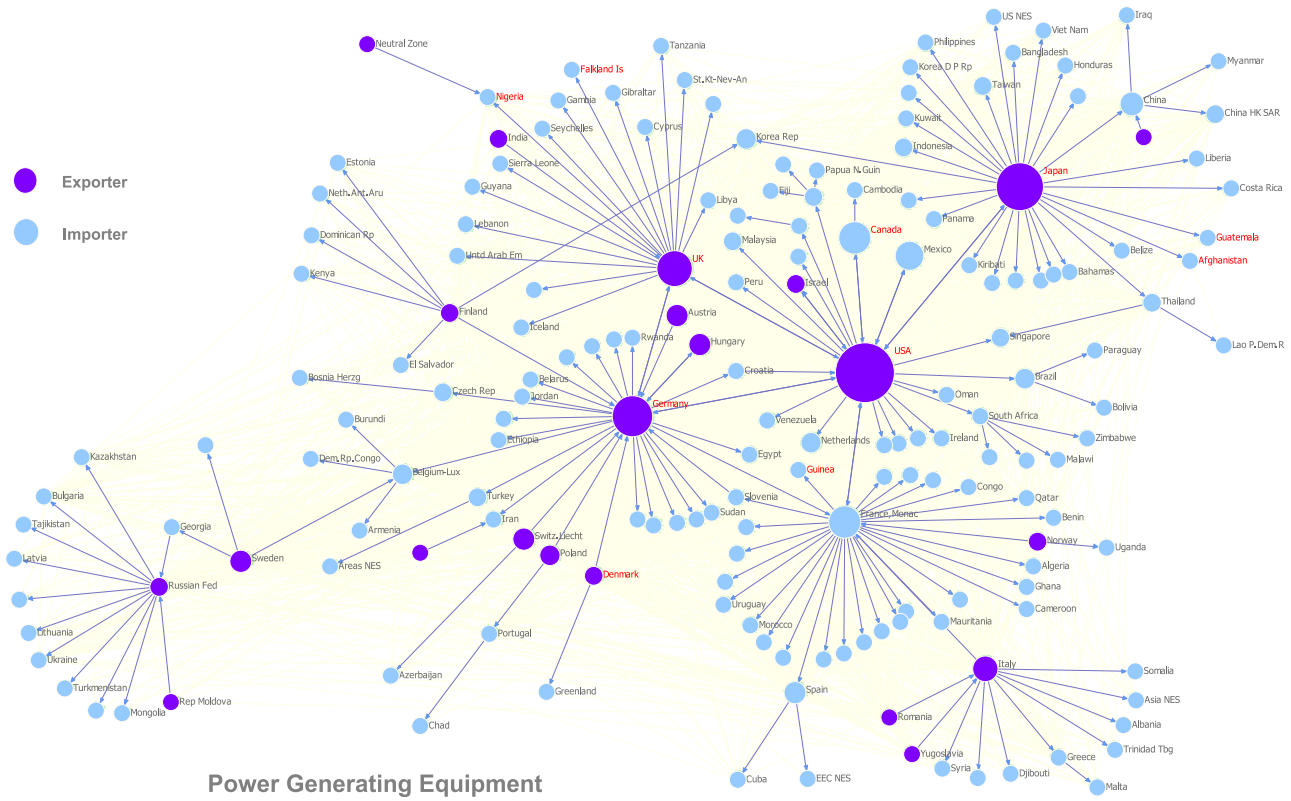 US NES
Iraq
Viet Nam
Neutral Zone
Philippines
Tanzania
Bangladesh
Myanmar
Korea D P Rp
Honduras
Falkland Is
St.Kt-Nev-An
Taiwan
Gibraltar
Nigeria
Gambia
China
China HK SAR
Kuwait
Seychelles
Cyprus
India
Korea Rep
Indonesia
Liberia
Estonia
Sierra Leone
Papua N.Guin
Japan
Exporter
Guyana
Fiji
Cambodia
Costa Rica
Neth.Ant.Aru
Libya
Panama
Lebanon
Canada
Importer
Dominican Rp
Malaysia
Guatemala
Mexico
Belize
Untd Arab Em
UK
Afghanistan
Kiribati
Bahamas
Kenya
Peru
Israel
Thailand
Finland
Austria
Iceland
Rwanda
Singapore
Hungary
Lao P.Dem.R
USA
Paraguay
El Salvador
Croatia
Bosnia Herzg
Belarus
Brazil
Czech Rep
Jordan
Oman
Germany
Bolivia
Burundi
Venezuela
South Africa
Ethiopia
Netherlands
Ireland
Zimbabwe
Dem.Rp.Congo
Egypt
Kazakhstan
Malawi
Belgium-Lux
Guinea
Congo
Bulgaria
Turkey
Slovenia
Qatar
Sudan
Tajikistan
Georgia
Armenia
Iran
France,Monac
Benin
Switz.Liecht
Norway
Uganda
Latvia
Sweden
Areas NES
Poland
Algeria
Russian Fed
Denmark
Ghana
Uruguay
Cameroon
Lithuania
Portugal
Morocco
Mauritania
Ukraine
Azerbaijan
Italy
Somalia
Turkmenistan
Greenland
Spain
Rep Moldova
Asia NES
Mongolia
Romania
Chad
Albania
Yugoslavia
Trinidad Tbg
Greece
Syria
Djibouti
Power Generating Equipment
Cuba
EEC NES
Malta